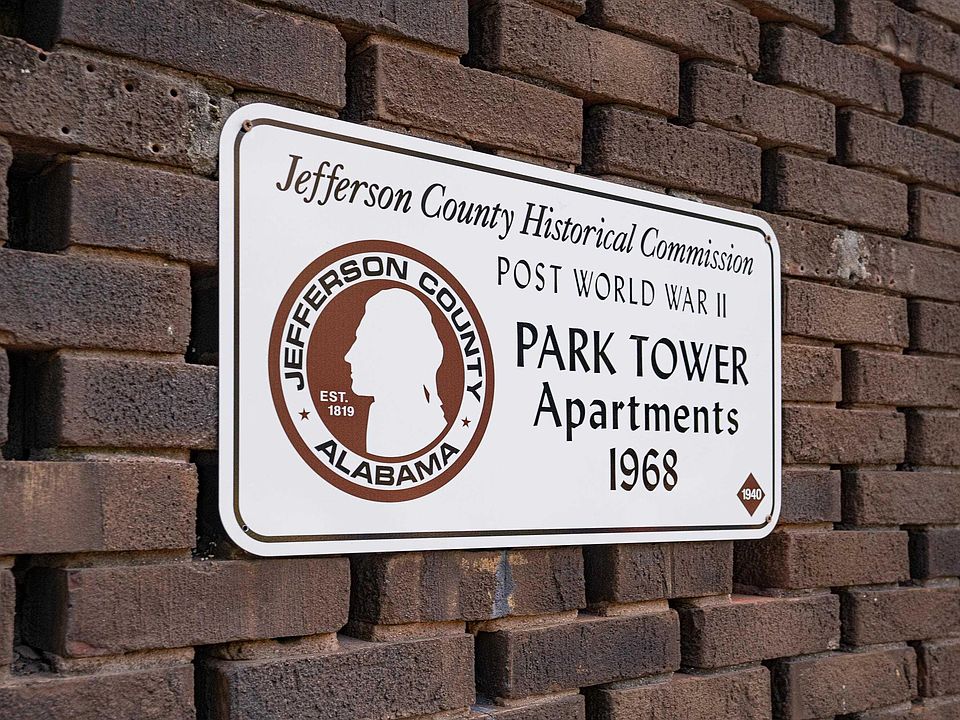 Jefferson County Historical Commission
JEFFERSON COUNTY
EST.
1819
ALABAMA
POST WORLD WAR II
PARK TOWER
Apartments
1968
1940